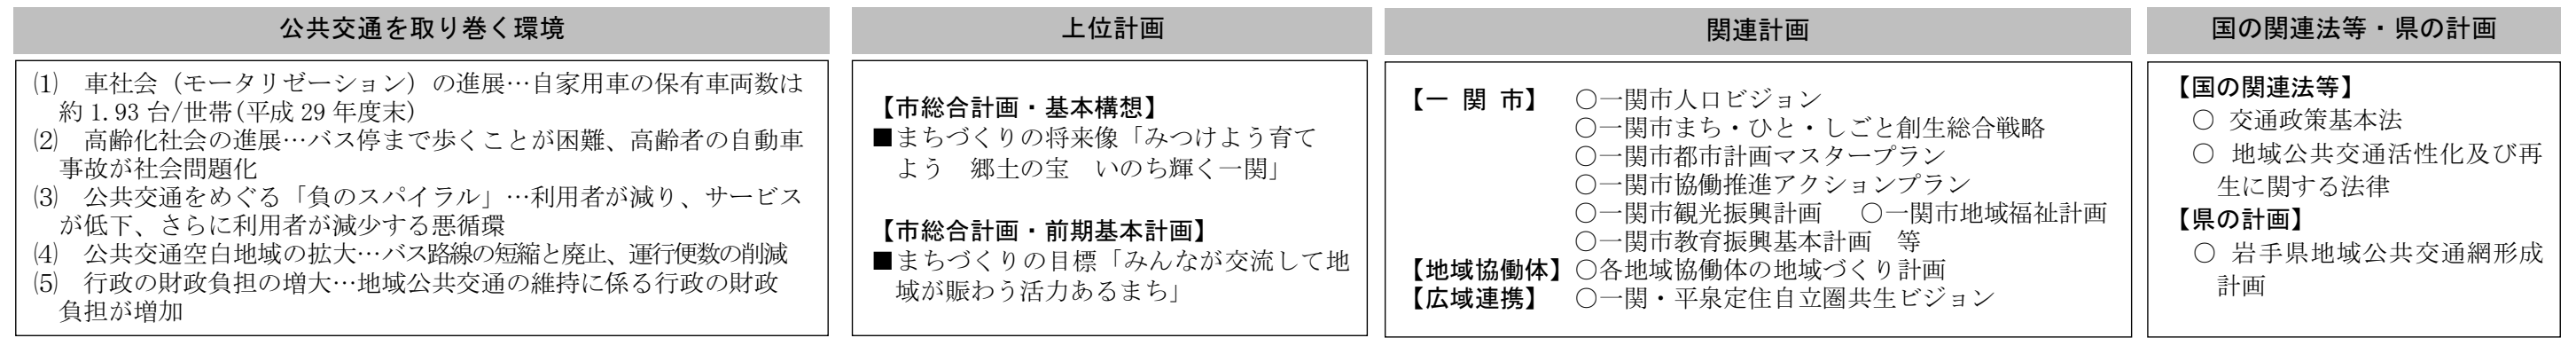 公共交通を取り巻く環境
⑴　車社会（モータリゼーション）の進展…自家用車の保有車両数は
約 1.93 台/世帯(平成 29 年度末)
⑵　高齢化社会の進展…バス停まで歩くことが困難、高齢者の自動車
事故が社会問題化
⑶　公共交通をめぐる「負のスパイラル」…利用者が減り、サービス
が低下、さらに利用者が減少する悪循環
⑷　公共交通空白地域の拡大…バス路線の短縮と廃止、運行便数の削減
⑸　行政の財政負担の増大…地域公共交通の維持に係る行政の財政
負担が増加
上位計画
【市総合計画・基本構想】
■まちづくりの将来像「みつけよう育て
よう　郷土の宝　いのち輝く一関」
【市総合計画・前期基本計画】
■まちづくりの目標「みんなが交流して地
域が賑わう活力あるまち」
関連計画
【一 関 市】　○一関市人口ビジョン
○一関市まち・ひと・しごと創生総合戦略
○一関市都市計画マスタープラン
○一関市協働推進アクションプラン
○一関市観光振興計画　○一関市地域福祉計画
○一関市教育振興基本計画　等
【地域協働体】○各地域協働体の地域づくり計画
【広域連携】　○一関・平泉定住自立圏共生ビジョン
国の関連法等・県の計画
【国の関連法等】
○ 交通政策基本法
○ 地域公共交通活性化及び再
生に関する法律
【県の計画】
○ 岩手県地域公共交通網形成
計画